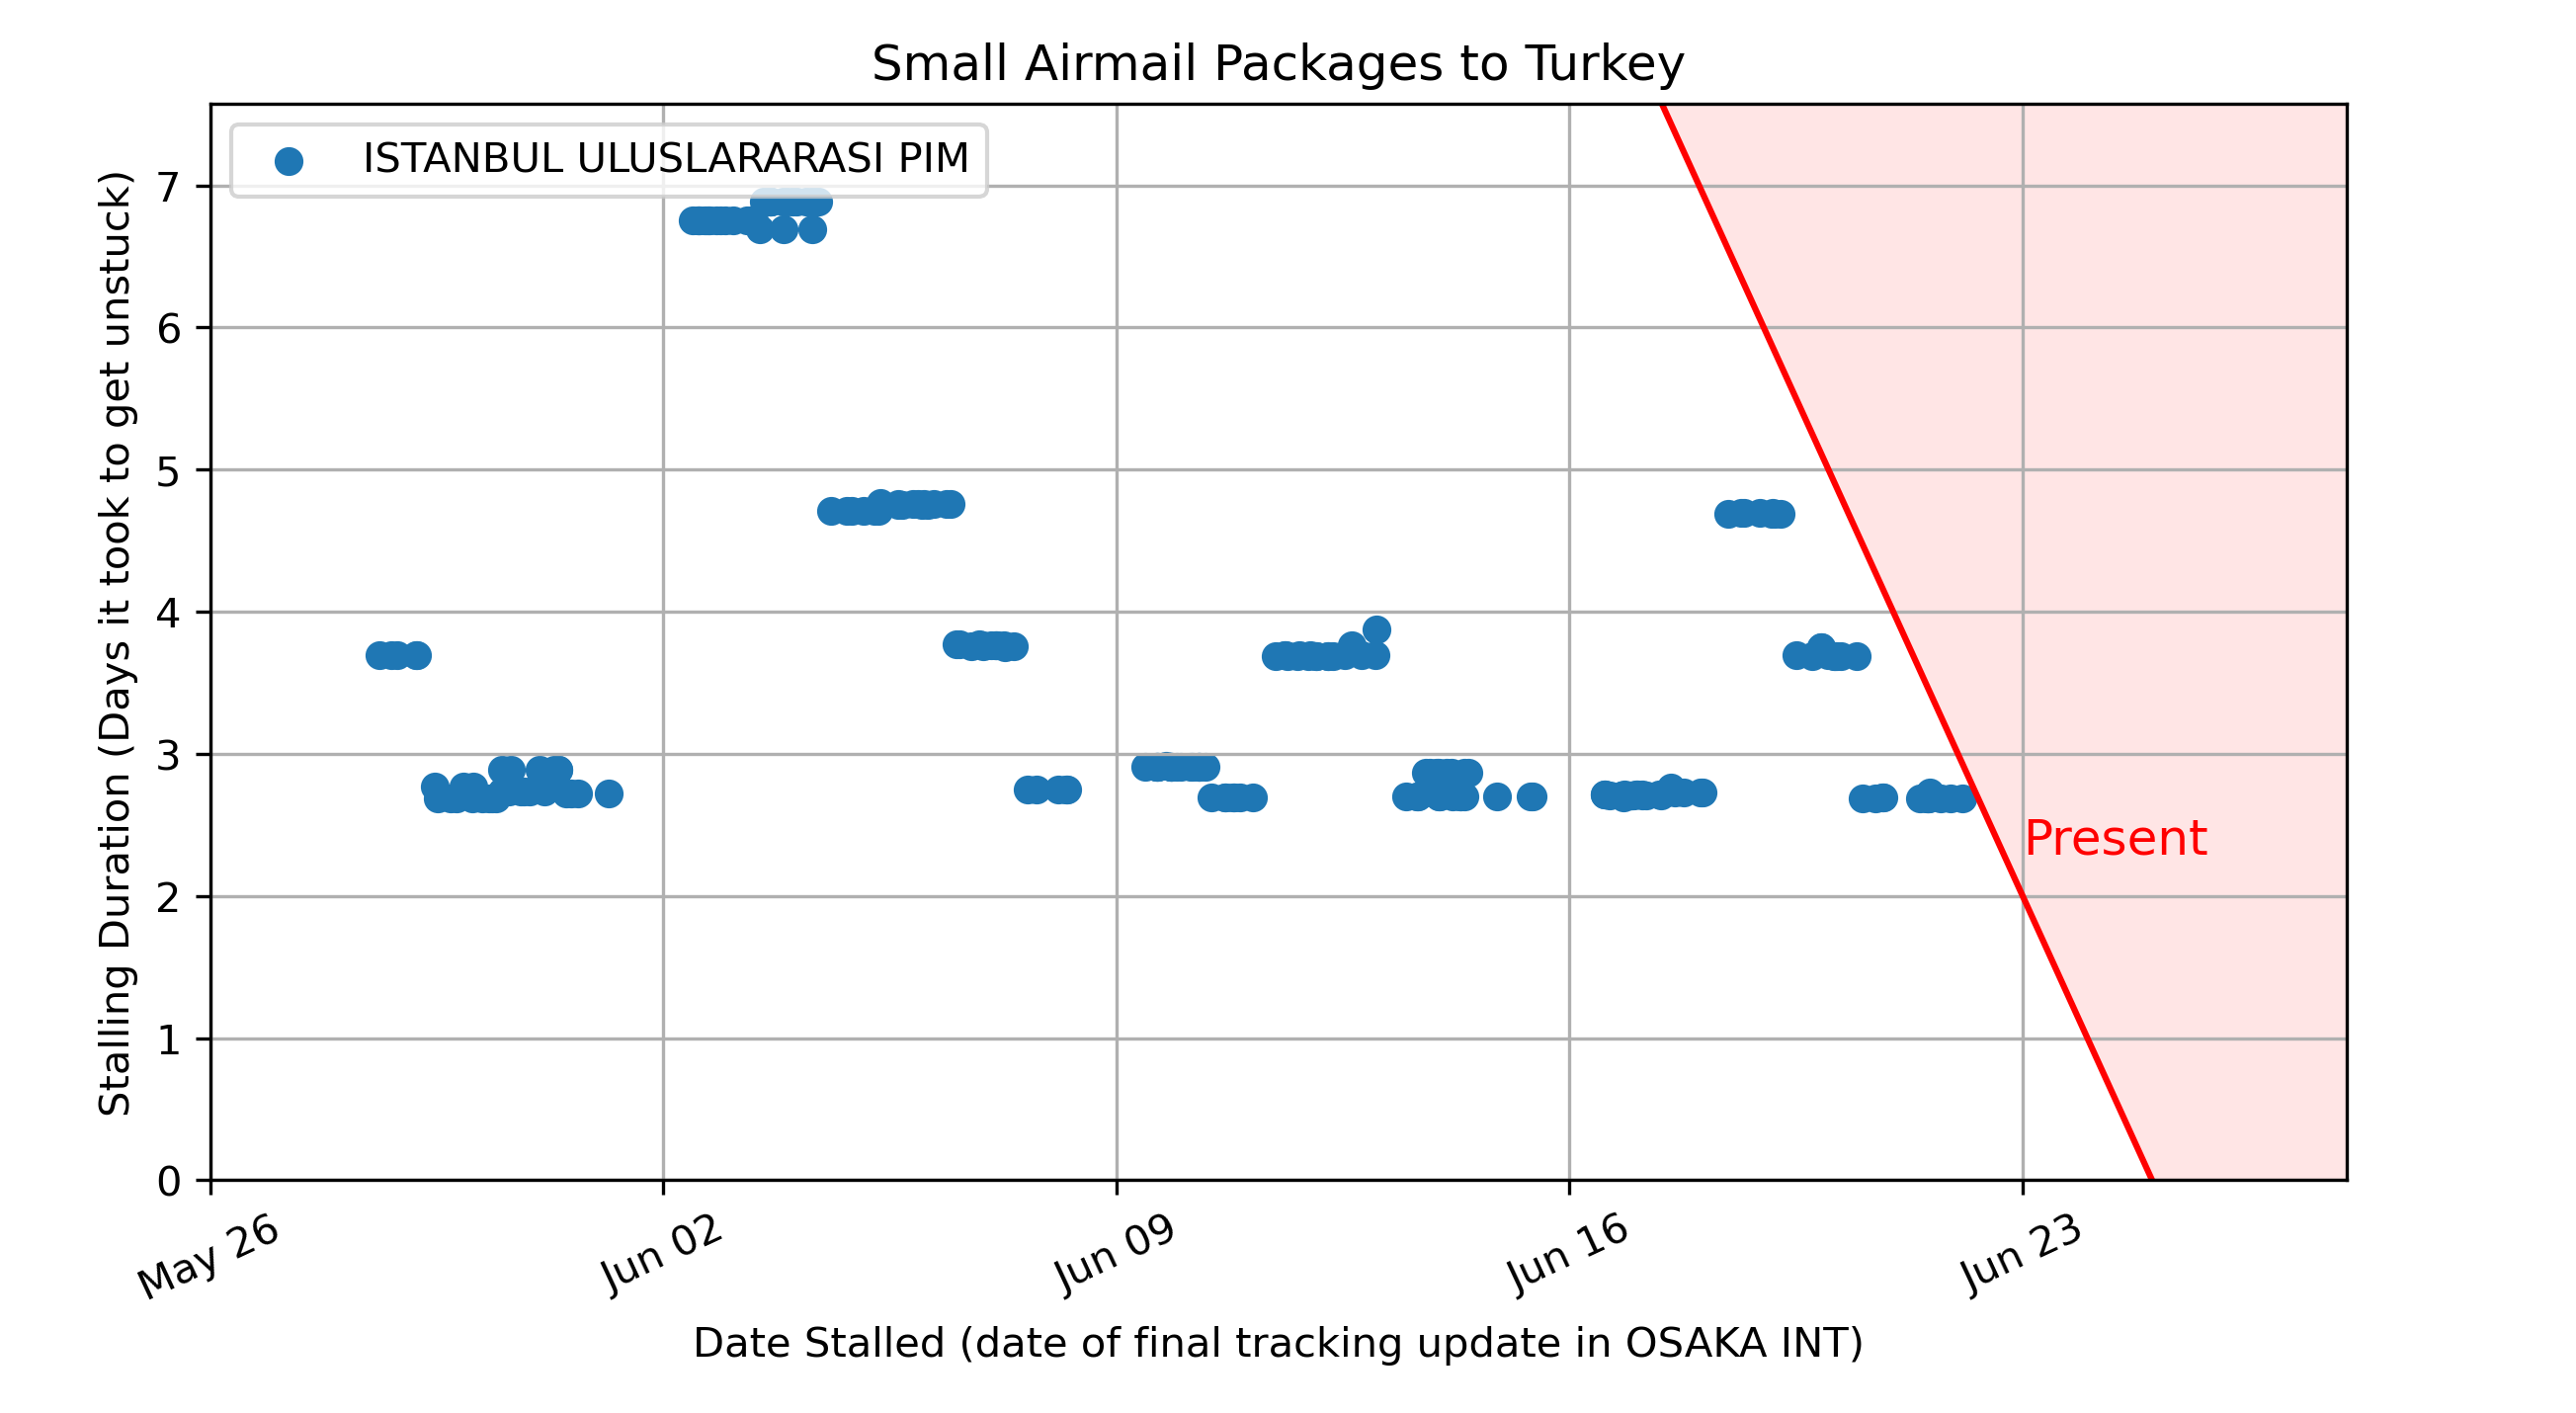 Small Airmail Packages to Turkey
ISTANBUL ULUSLARARASI PIM
Stalling Duration (Days it took to get unstuck)
7
6
5
4
3
2
1
0
Present
May 26
Jun 02
Jun 09
Jun 16
Jun 23
Date Stalled (date of final tracking update in OSAKA INT)